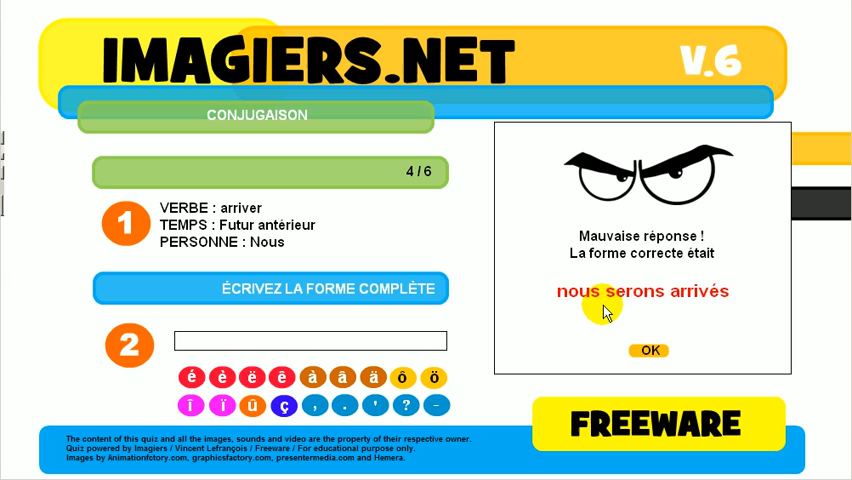 IMAGIERS.NET
V.6
CONJUGAISON
4 / 6
1
VERBE : arriver
TEMPS : Futur antérieur
PERSONNE : Nous
ÉCRIVEZ LA FORME COMPLÈTE
2
é è ë ê à â ä ô ö
î ï û ç , . ' ? -
Mauvaise réponse !
La forme correcte était
nous serons arrivés
OK
FREEWARE
The content of this quiz and all the images, sounds and video are the property of their respective owner.
Quiz powered by Imagiers / Vincent Lefrançois / Freeware / For educational purpose only.
Images by Animationfctory.com, graphicsfactory.com, presentermedia.com and Hemera.